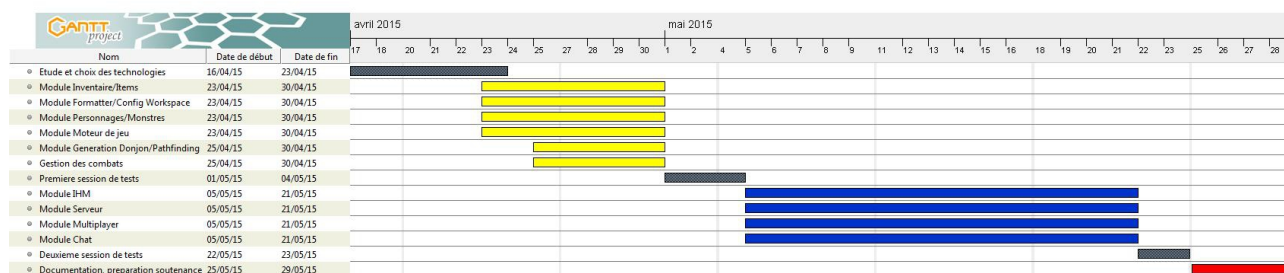 GANTT
project
avril 2015 mai 2015
17 18 20 21 22 23 24 25 27 28 29 30 1 2 4 5 6 7 8 9 11 12 13 14 15 16 18 19 20 21 22 23 25 26 27 28
Nom Date de début Date de fin
Etude et choix des technologies 16/04/15 23/04/15
Module Inventaire/Items 23/04/15 30/04/15
Module Formatter/Config Workspace 23/04/15 30/04/15
Module Personnages/Monstres 23/04/15 30/04/15
Module Moteur de jeu 23/04/15 30/04/15
Module Generation Donjon/Pathfinding 25/04/15 30/04/15
Gestion des combats 25/04/15 30/04/15
Premiere session de tests 01/05/15 04/05/15
Module IHM 05/05/15 21/05/15
Module Serveur 05/05/15 21/05/15
Module Multiplayer 05/05/15 21/05/15
Module Chat 05/05/15 21/05/15
Deuxieme session de tests 22/05/15 23/05/15
Documentation, preparation soutenance 25/05/15 29/05/15